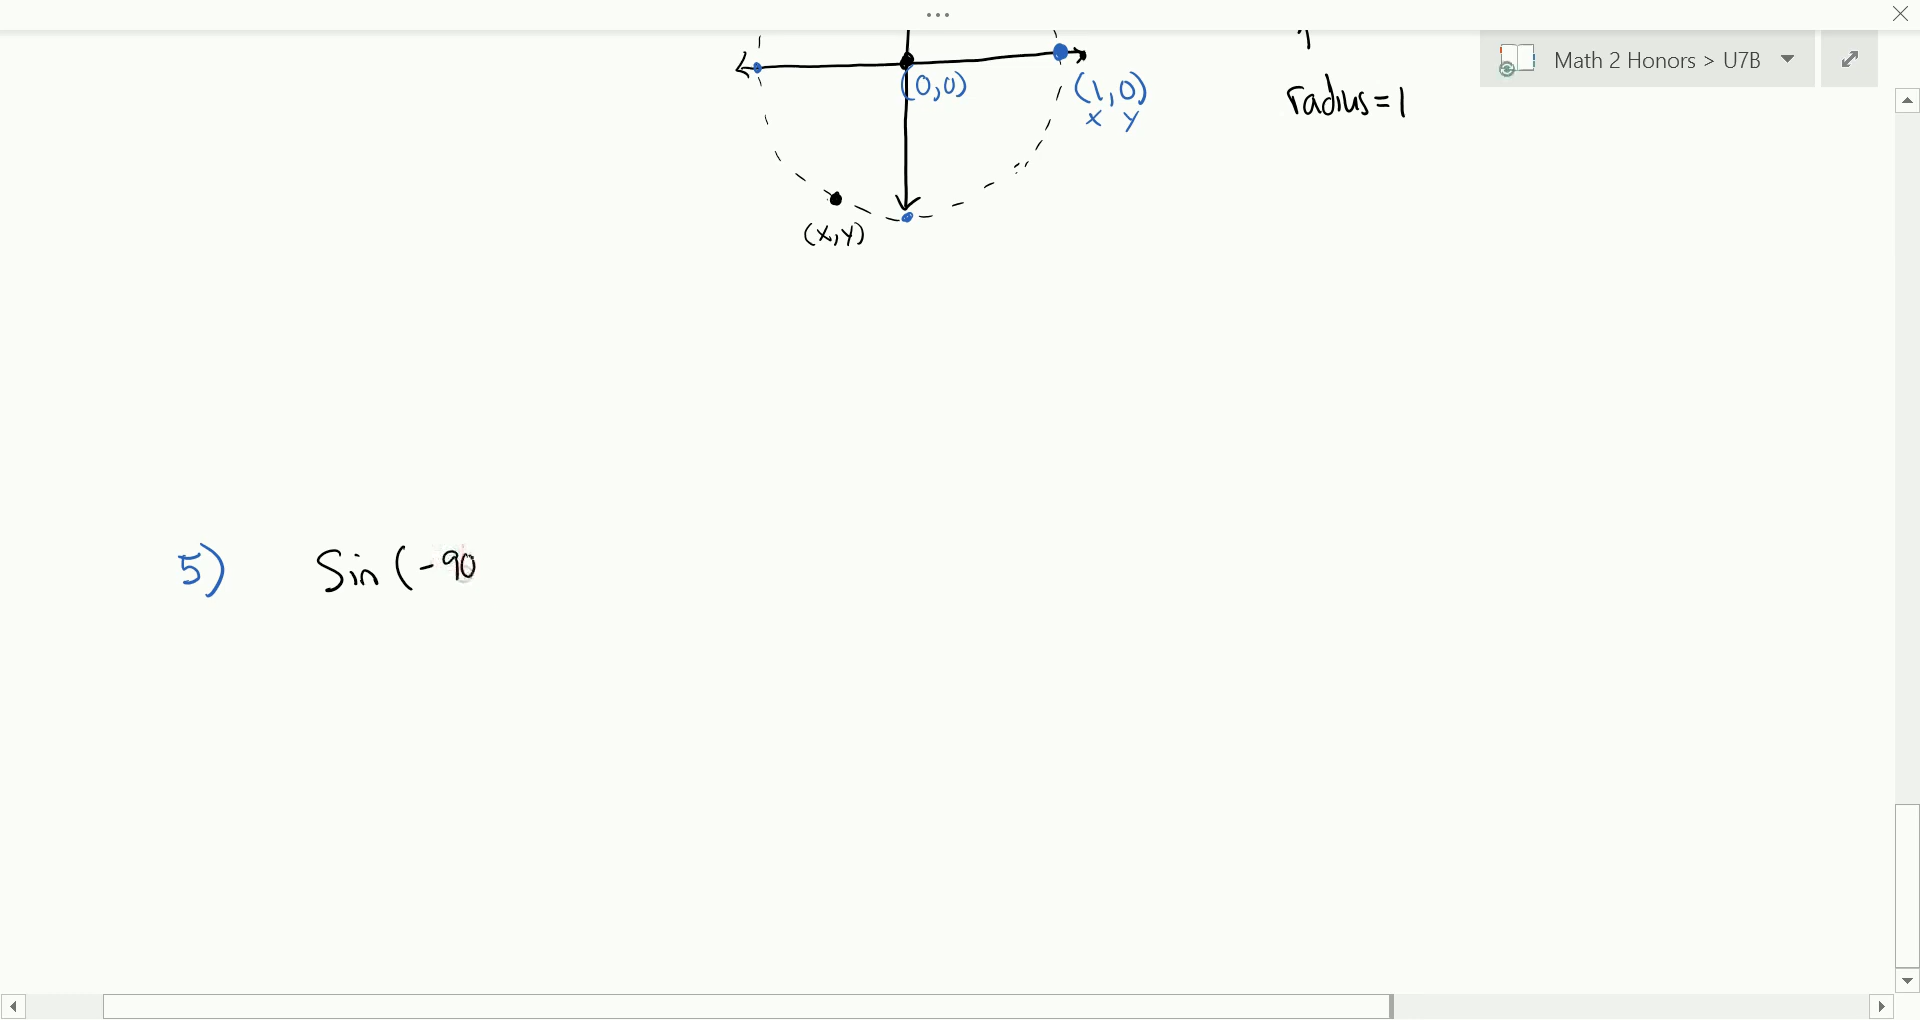 Math 2 Honors > U7B
(0,0)
(1,0)
x y
radius = 1
(x,y)
5) Sin (-90